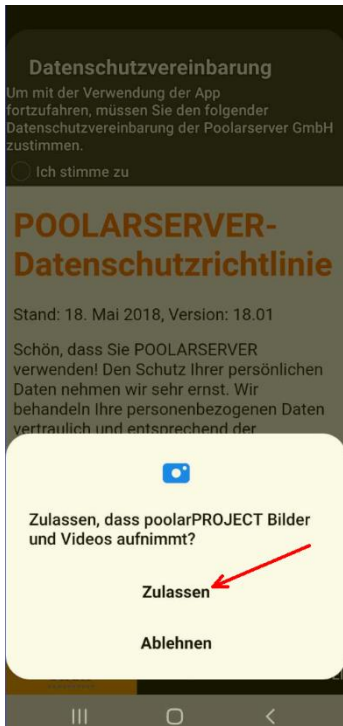 Datenschutzvereinbarung
Um mit der Verwendung der App
fortzufahren, müssen Sie den folgender
Datenschutzvereinbarung der Poolarserver GmbH
zustimmen.
Ich stimme zu
POOLARSERVER-
Datenschutzrichtlinie
Stand: 18. Mai 2018, Version: 18.01
Schön, dass Sie POOLARSERVER
verwenden! Den Schutz Ihrer persönlichen
Daten nehmen wir sehr ernst. Wir
behandeln Ihre personenbezogenen Daten
vertraulich und entsprechend der
Zulassen, dass poolarPROJECT Bilder
und Videos aufnimmt?
Zulassen
Ablehnen